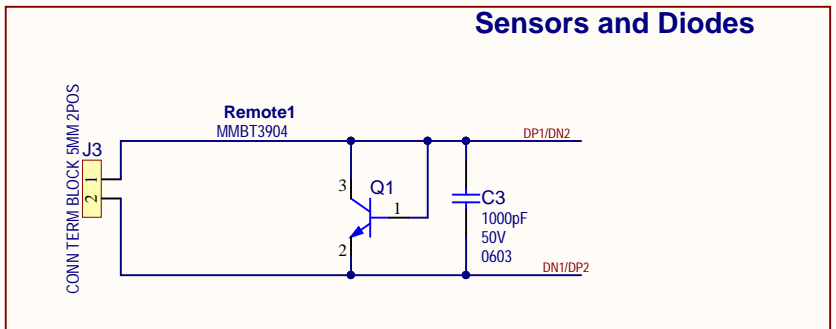 Sensors and Diodes
CONN TERM BLOCK 5MM 2POS
J3
1
2
Remote1
MMBT3904
3
Q1
1
2
C3
1000pF
50V
0603
DP1/DN2
DN1/DP2